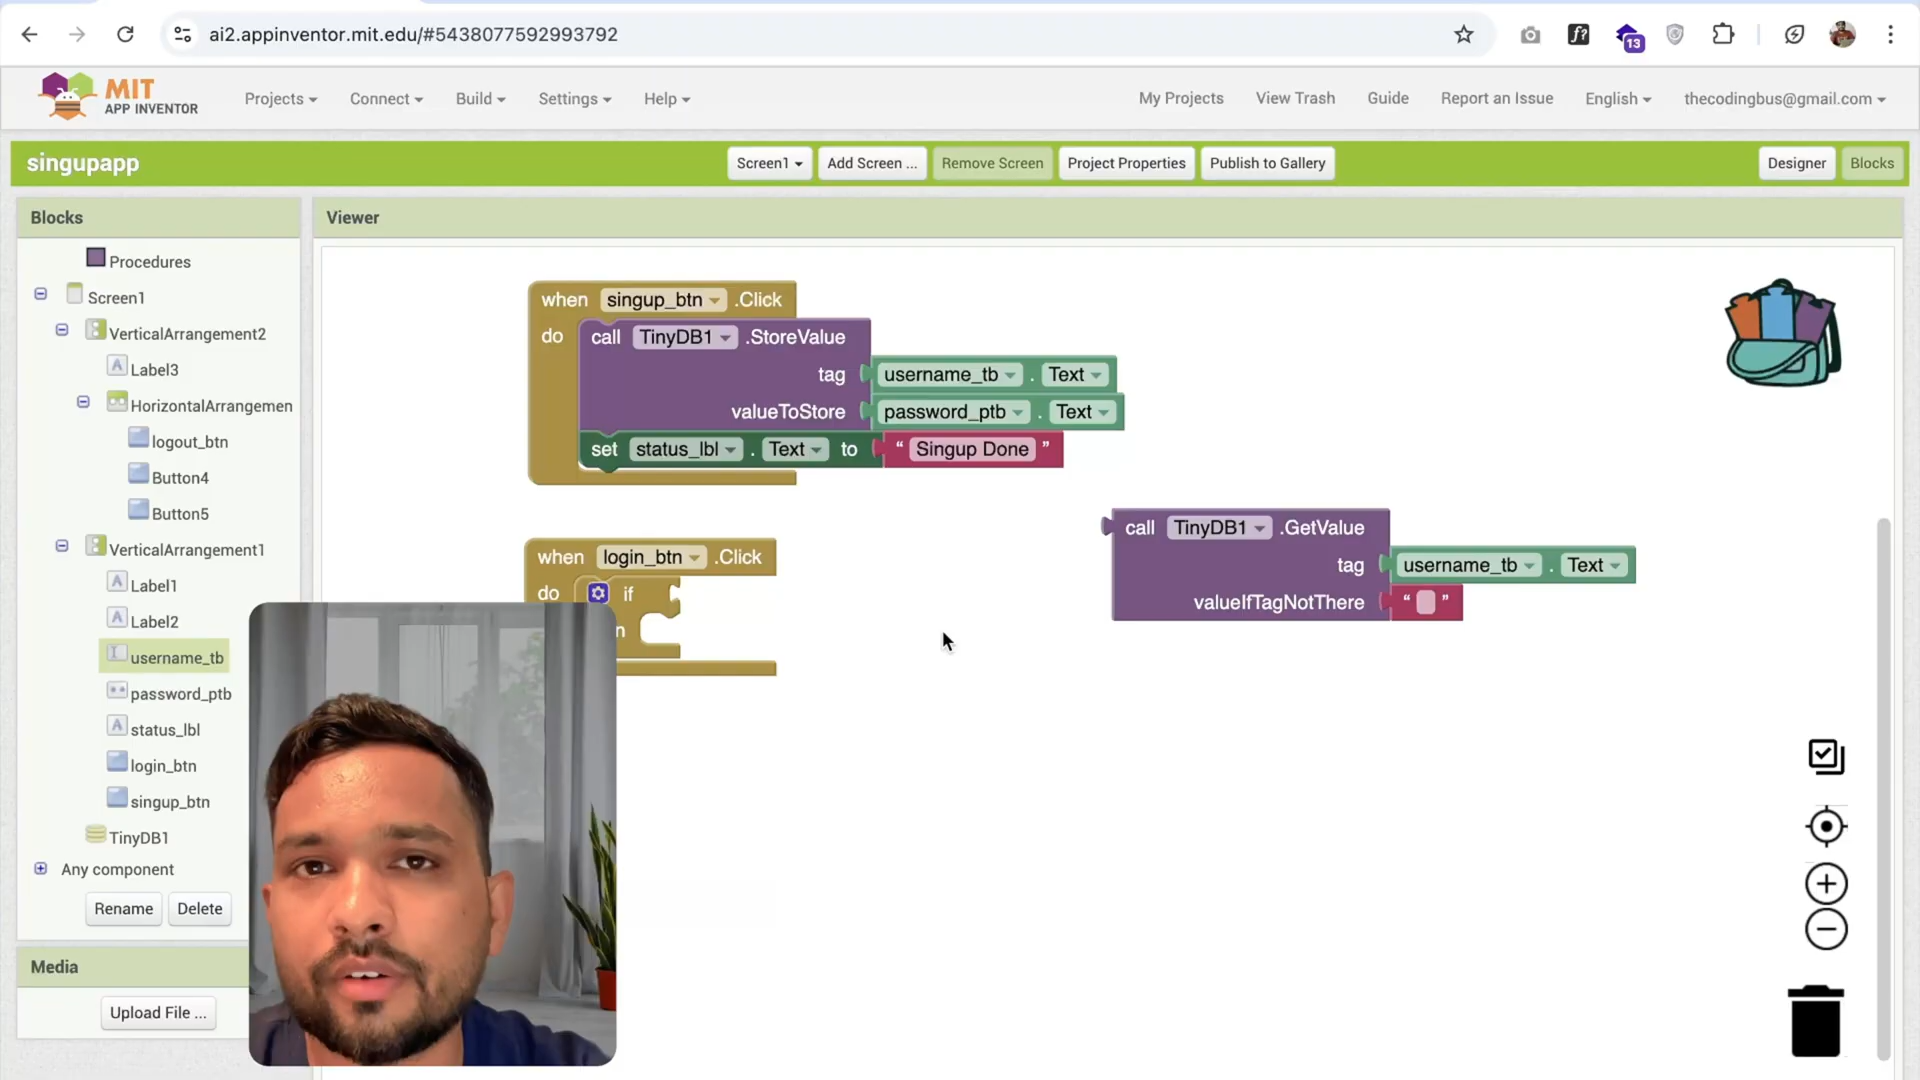 ai2.appinventor.mit.edu/#5438077592993792
f?
13
MIT
APP INVENTOR
Projects
Connect
Build
Settings
Help
My Projects
View Trash
Guide
Report an Issue
English
thecodingbus@gmail.com
singupapp
Screen1
Add Screen ...
Remove Screen
Project Properties
Publish to Gallery
Designer
Blocks
Blocks
Viewer
Procedures
Screen1
VerticalArrangement2
Label3
HorizontalArrangemen
logout_btn
Button4
Button5
VerticalArrangement1
Label1
Label2
username_tb
password_ptb
status_lbl
login_btn
singup_btn
TinyDB1
Any component
Rename
Delete
Media
Upload File ...
when singup_btn .Click
do call TinyDB1 .StoreValue
tag username_tb . Text
valueToStore password_ptb . Text
set status_lbl . Text to “ Singup Done ”
when login_btn .Click
do if
n
call TinyDB1 .GetValue
tag username_tb . Text
valueIfTagNotThere “ ”